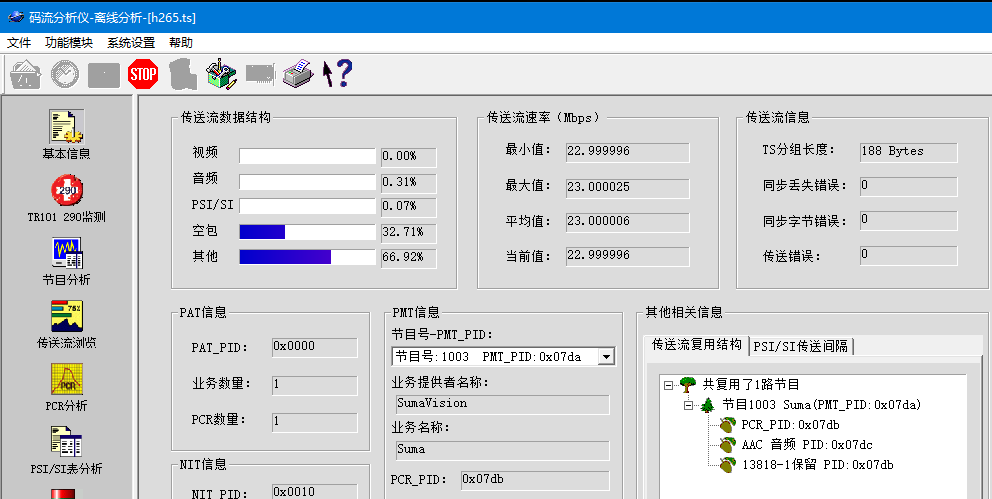 码流分析仪-离线分析-[h265.ts]
文件 功能模块 系统设置 帮助
STOP
基本信息
290
TR101 290监测
节目分析
76%
传送流浏览
PCR
PCR分析
PSI/SI表分析
传送流数据结构
视频 0.00%
音频 0.31%
PSI/SI 0.07%
空包 32.71%
其他 66.92%
传送流速率（Mbps）
最小值： 22.999996
最大值： 23.000025
平均值： 23.000006
当前值： 22.999996
传送流信息
TS分组长度： 188 Bytes
同步丢失错误： 0
同步字节错误： 0
传送错误： 0
PAT信息
PAT_PID: 0x0000
业务数量： 1
PCR数量： 1
NIT信息
NIT PID: 0x0010
PMT信息
节目号-PMT_PID:
节目号:1003 PMT_PID:0x07da
业务提供者名称：
SumaVision
业务名称：
Suma
PCR_PID: 0x07db
其他相关信息
传送流复用结构 PSI/SI传送间隔
共复用了1路节目
节目1003 Suma(PMT_PID:0x07da)
PCR_PID:0x07db
AAC 音频 PID:0x07dc
13818-1保留 PID:0x07db